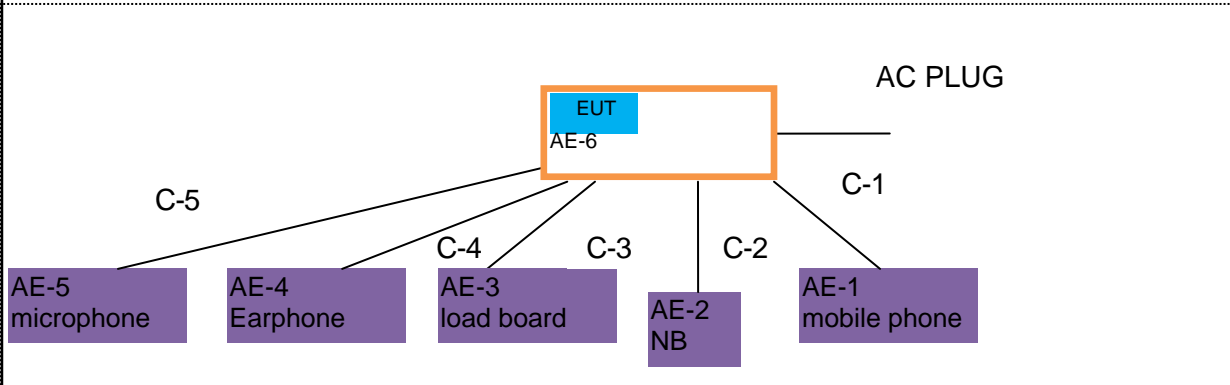 AC PLUG
EUT
AE-6
C-1
C-5
C-4
C-3
C-2
AE-5
microphone
AE-4
Earphone
AE-3
load board
AE-2
NB
AE-1
mobile phone